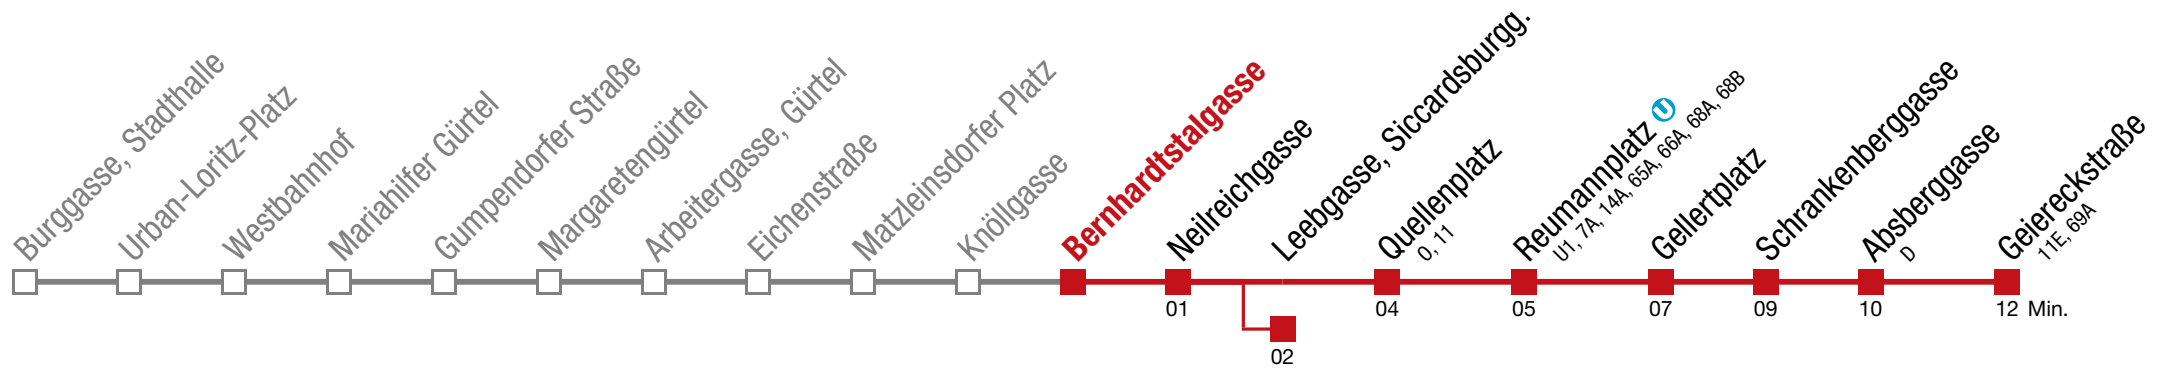 Burggasse, Stadthalle
Urban-Loritz-Platz
Westbahnhof
Mariahilfer Gürtel
Gumpendorfer Straße
Margaretengürtel
Arbeitergasse, Gürtel
Eichenstraße
Matzleinsdorfer Platz
Knöllgasse
Bernhardtstalgasse
Neilreichgasse
Leebgasse, Siccardsburgg.
Quellenplatz
O, 11
Reumannplatz U
U1, 7A, 14A, 65A, 66A, 68A, 68B
Gellertplatz
Schrankenberggasse
Absberggasse
D
Geiereckstraße
11E, 69A
01 04 05 07 09 10 12 Min.
02